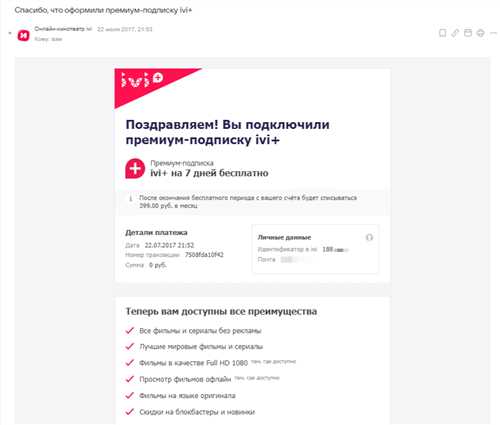 Спасибо, что оформили премиум-подписку ivi+
Онлайн-кинотеатр ivi 22 июля 2017, 21:53
Кому: вам
ivi+
Поздравляем! Вы подключили
премиум-подписку ivi+
Премиум-подписка
ivi+ на 7 дней бесплатно
После окончания бесплатного периода с вашего счёта будет списываться
399.00 руб. в месяц
Детали платежа
Дата 22.07.2017 21:52
Номер транзакции 7508fda10f42
Сумма 0 руб.
Личные данные
Идентификатор в ivi 188
Почта
Теперь вам доступны все преимущества
Все фильмы и сериалы без рекламы
Лучшие мировые фильмы и сериалы
Фильмы в качестве Full HD 1080 там, где доступно
Просмотр фильмов офлайн там, где доступно
Фильмы на языке оригинала
Скидки на блокбастеры и новинки